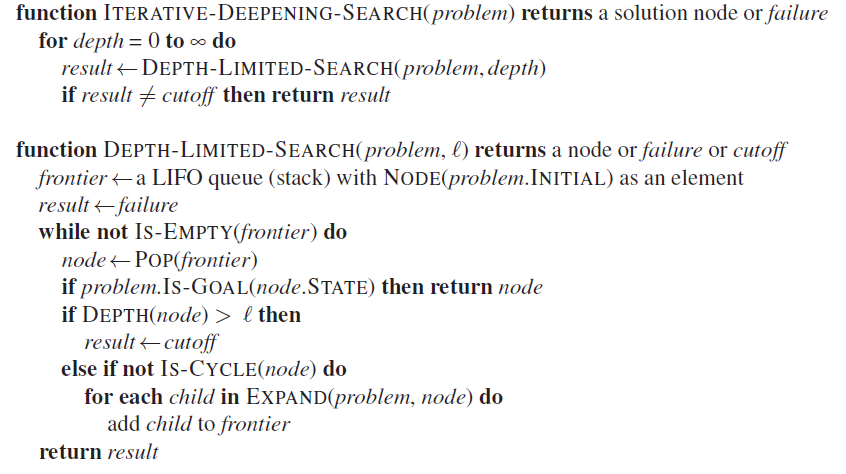 function ITERATIVE-DEEPENING-SEARCH(problem) returns a solution node or failure
for depth = 0 to ∞ do
result ← DEPTH-LIMITED-SEARCH(problem, depth)
if result ≠ cutoff then return result
function DEPTH-LIMITED-SEARCH(problem, ℓ) returns a node or failure or cutoff
frontier ← a LIFO queue (stack) with NODE(problem.INITIAL) as an element
result ← failure
while not IS-EMPTY(frontier) do
node ← POP(frontier)
if problem.IS-GOAL(node.STATE) then return node
if DEPTH(node) > ℓ then
result ← cutoff
else if not IS-CYCLE(node) do
for each child in EXPAND(problem, node) do
add child to frontier
return result